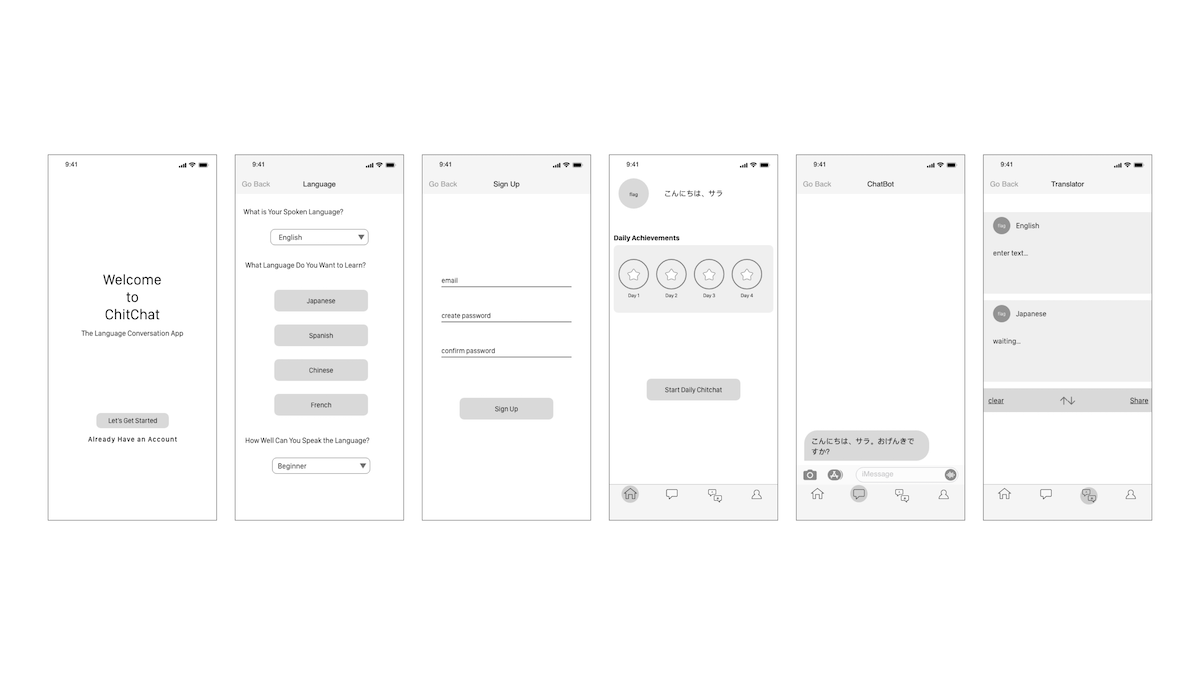 9:41
Welcome
to
ChitChat
The Language Conversation App
Let's Get Started
Already Have an Account
9:41
Go Back
Language
What is Your Spoken Language?
English
What Language Do You Want to Learn?
Japanese
Spanish
Chinese
French
How Well Can You Speak the Language?
Beginner
9:41
Go Back
Sign Up
email
create password
confirm password
Sign Up
9:41
flag
こんにちは、サラ
Daily Achievements
Day 1
Day 2
Day 3
Day 4
Start Daily Chitchat
9:41
Go Back
ChatBot
こんにちは、サラ。おげんきで
すか?
iMessage
9:41
Go Back
Translator
flag
English
enter text...
flag
Japanese
waiting...
clear
Share